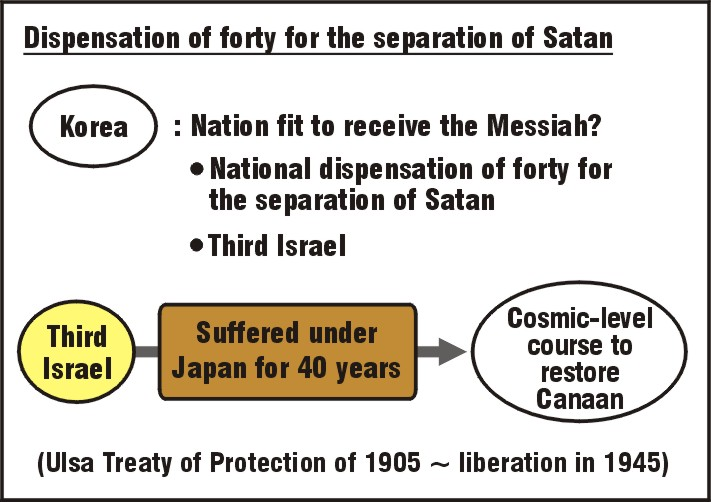 Dispensation of forty for the separation of Satan
Korea : Nation fit to receive the Messiah?
• National dispensation of forty for
the separation of Satan
• Third Israel
Third
Israel
Suffered under
Japan for 40 years
Cosmic-level
course to
restore
Canaan
(Ulsa Treaty of Protection of 1905 ~ liberation in 1945)